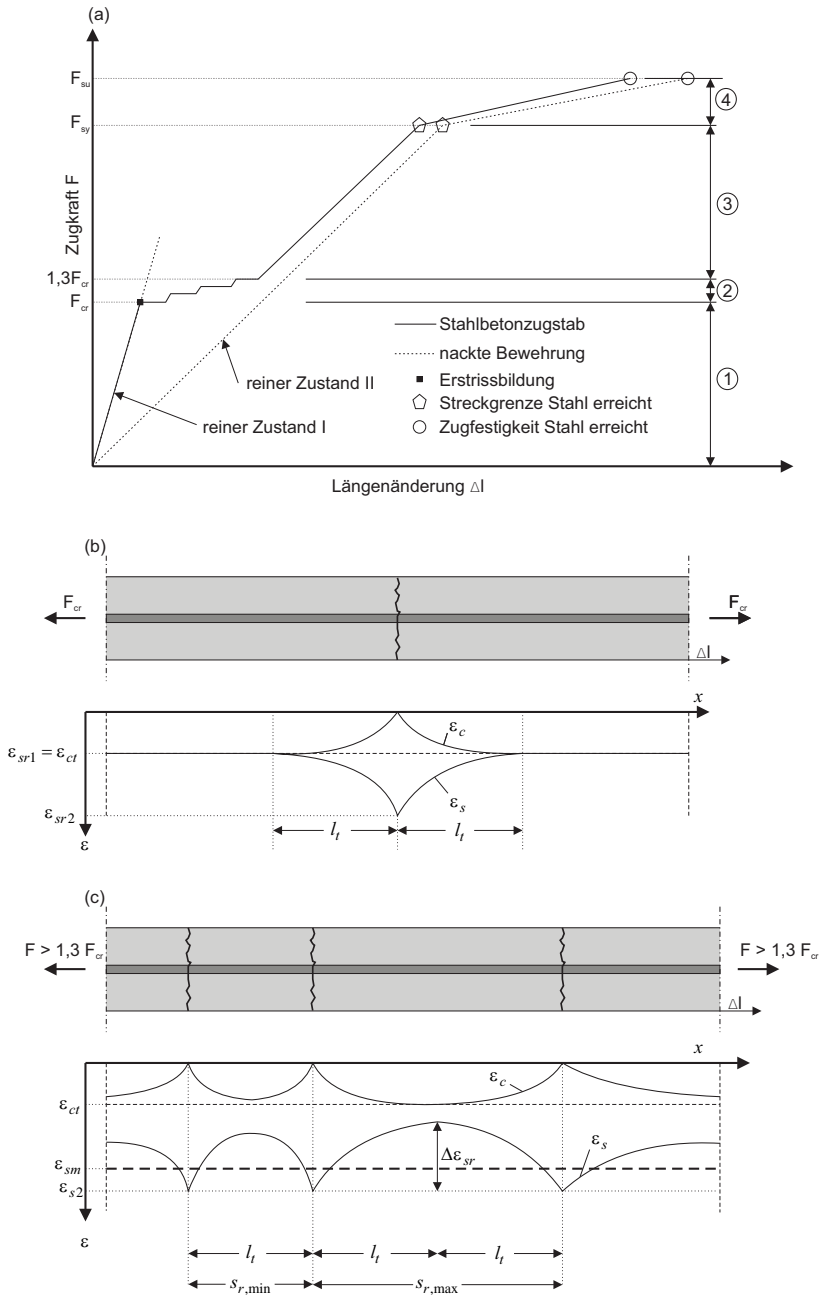 (a)
F_su
④
F_sy
Zugkraft F
③
1,3F_cr
②
F_cr
Stahlbetonzugstab
nackte Bewehrung
reiner Zustand II
Erstrissbildung
①
Streckgrenze Stahl erreicht
reiner Zustand I
Zugfestigkeit Stahl erreicht
Längenänderung Δl
(b)
F_cr F_cr
Δl
x
ε_c
ε_sr1 = ε_ct
ε_s
ε_sr2
l_t l_t
ε
(c)
F > 1,3 F_cr F > 1,3 F_cr
Δl
x
ε_c
ε_ct
ε_s
Δε_sr
ε_sm
ε_s2
ε
l_t l_t l_t
s_r,min s_r,max